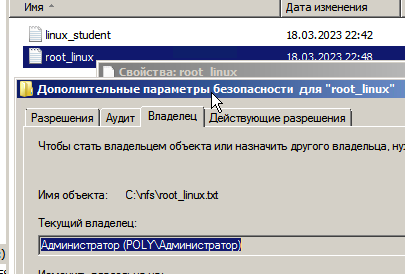 Имя Дата изменения
linux_student 18.03.2023 22:42
root_linux 18.03.2023 22:48
Свойства: root_linux
Дополнительные параметры безопасности для "root_linux"
Разрешения Аудит Владелец Действующие разрешения
Чтобы стать владельцем объекта или назначить другого владельца, ну
Имя объекта: C:\nfs\root_linux.txt
Текущий владелец:
Администратор (POLY\Администратор)